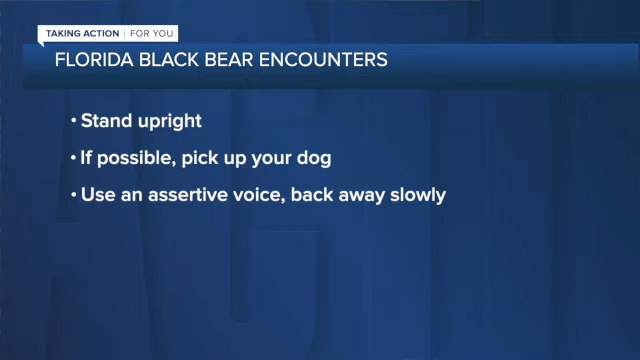 TAKING ACTION | FOR YOU
FLORIDA BLACK BEAR ENCOUNTERS
• Stand upright
• If possible, pick up your dog
• Use an assertive voice, back away slowly